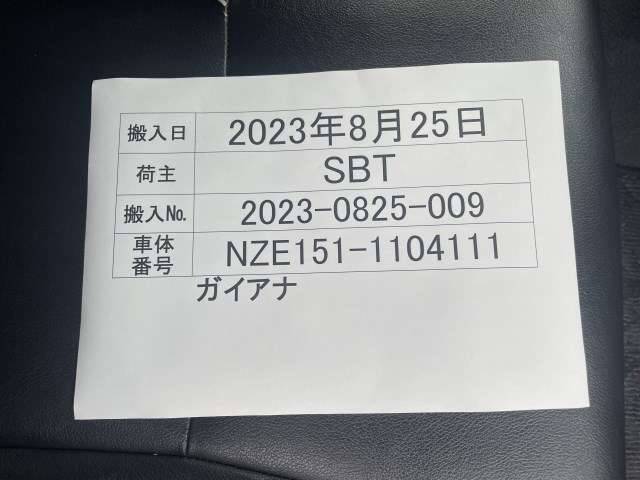 搬入日 2023年8月25日
荷主 SBT
搬入No. 2023-0825-009
車体番号 NZE151-1104111
ガイアナ